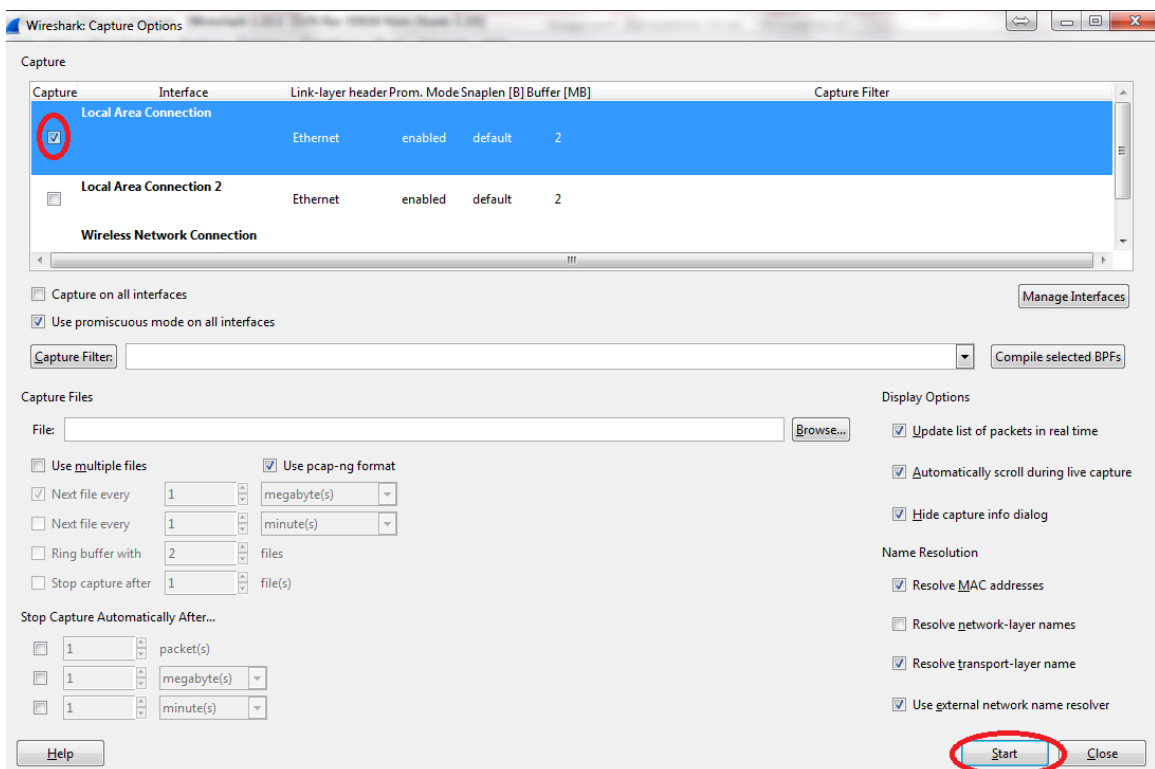 Wireshark: Capture Options
Capture
Capture Interface Link-layer header Prom. Mode Snaplen [B] Buffer [MB] Capture Filter
Local Area Connection
Ethernet enabled default 2
Local Area Connection 2
Ethernet enabled default 2
Wireless Network Connection
Capture on all interfaces
Manage Interfaces
Use promiscuous mode on all interfaces
Capture Filter:
Compile selected BPFs
Capture Files
Display Options
File:
Browse...
Update list of packets in real time
Use multiple files Use pcap-ng format
Automatically scroll during live capture
Next file every 1 megabyte(s)
Next file every 1 minute(s)
Hide capture info dialog
Ring buffer with 2 files
Name Resolution
Stop capture after 1 file(s)
Resolve MAC addresses
Stop Capture Automatically After...
Resolve network-layer names
1 packet(s)
Resolve transport-layer name
1 megabyte(s)
1 minute(s)
Use external network name resolver
Help
Start
Close